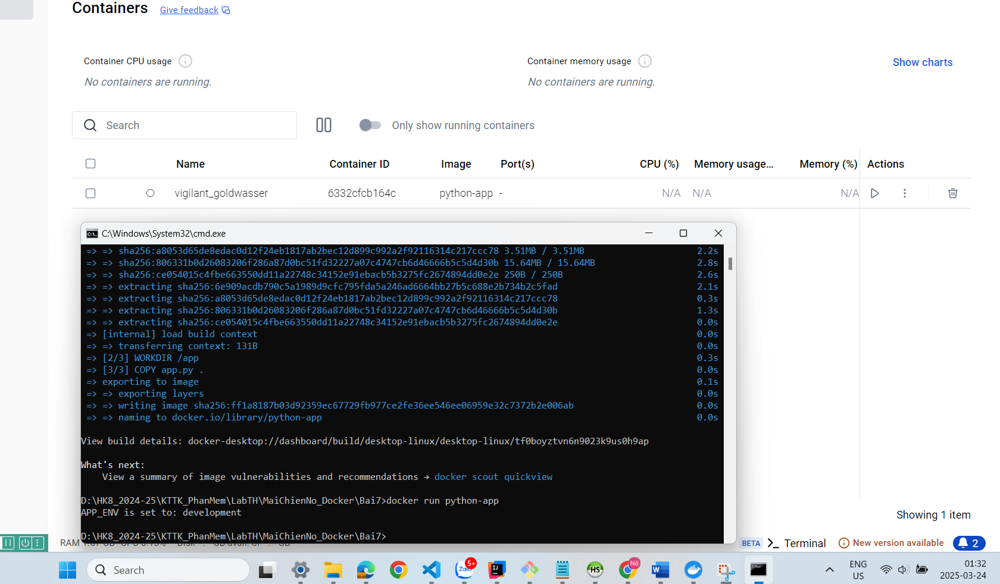 Containers Give feedback
Container CPU usage
No containers are running.
Container memory usage
No containers are running.
Show charts
Search
Only show running containers
Name Container ID Image Port(s) CPU (%) Memory usage... Memory (%) Actions
vigilant_goldwasser 6332cfcb164c python-app - N/A N/A N/A
C:\Windows\System32\cmd.exe
=> => sha256:a8053d65de8edac0d12f24eb1817ab2bec12d899c992a2f92116314c217ccc78 3.51MB / 3.51MB 2.2s
=> => sha256:806331b0d26083206f286a87d0bc51fd32227a07c4747cb6d46666b5c5d4d30b 15.64MB / 15.64MB 2.8s
=> => sha256:ce054015c4fbe663550dd11a22748c34152e91ebacb5b3275fc2674894dd0e2e 250B / 250B 2.6s
=> => extracting sha256:6e909acdb790c5a1989d9cfc795fda5a246ad6664bb27b5c688e2b734b2c5fad 2.1s
=> => extracting sha256:a8053d65de8edac0d12f24eb1817ab2bec12d899c992a2f92116314c217ccc78 0.3s
=> => extracting sha256:806331b0d26083206f286a87d0bc51fd32227a07c4747cb6d46666b5c5d4d30b 1.3s
=> => extracting sha256:ce054015c4fbe663550dd11a22748c34152e91ebacb5b3275fc2674894dd0e2e 0.0s
=> [internal] load build context 0.0s
=> => transferring context: 131B 0.0s
=> [2/3] WORKDIR /app 0.3s
=> [3/3] COPY app.py . 0.0s
=> exporting to image 0.1s
=> => exporting layers 0.0s
=> => writing image sha256:ff1a8187b03d92359ec67729fb977ce2fe36ee546ee06959e32c7372b2e006ab 0.0s
=> => naming to docker.io/library/python-app 0.0s
View build details: docker-desktop://dashboard/build/desktop-linux/desktop-linux/tf0boyztvn6n9023k9us0h9ap
What's next:
View a summary of image vulnerabilities and recommendations → docker scout quickview
D:\HK8_2024-25\KTTK_PhanMem\LabTH\MaiChienNo_Docker\Bai7>docker run python-app
APP_ENV is set to: development
D:\HK8_2024-25\KTTK_PhanMem\LabTH\MaiChienNo_Docker\Bai7>
Showing 1 item
RAM
BETA Terminal New version available 2
Search
Zalo 5+
IJ
HS
Nô
W
ENG
US
01:32
2025-03-24